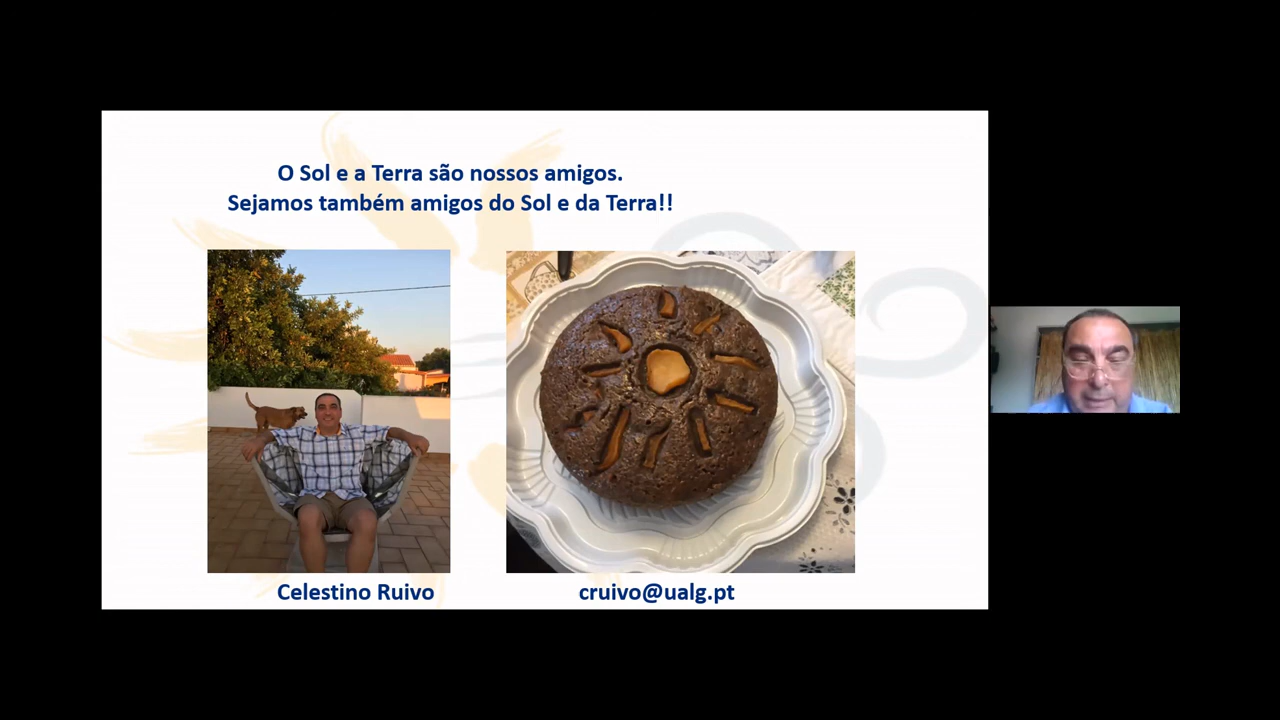 O Sol e a Terra são nossos amigos.
Sejamos também amigos do Sol e da Terra!!
Celestino Ruivo
cruivo@ualg.pt